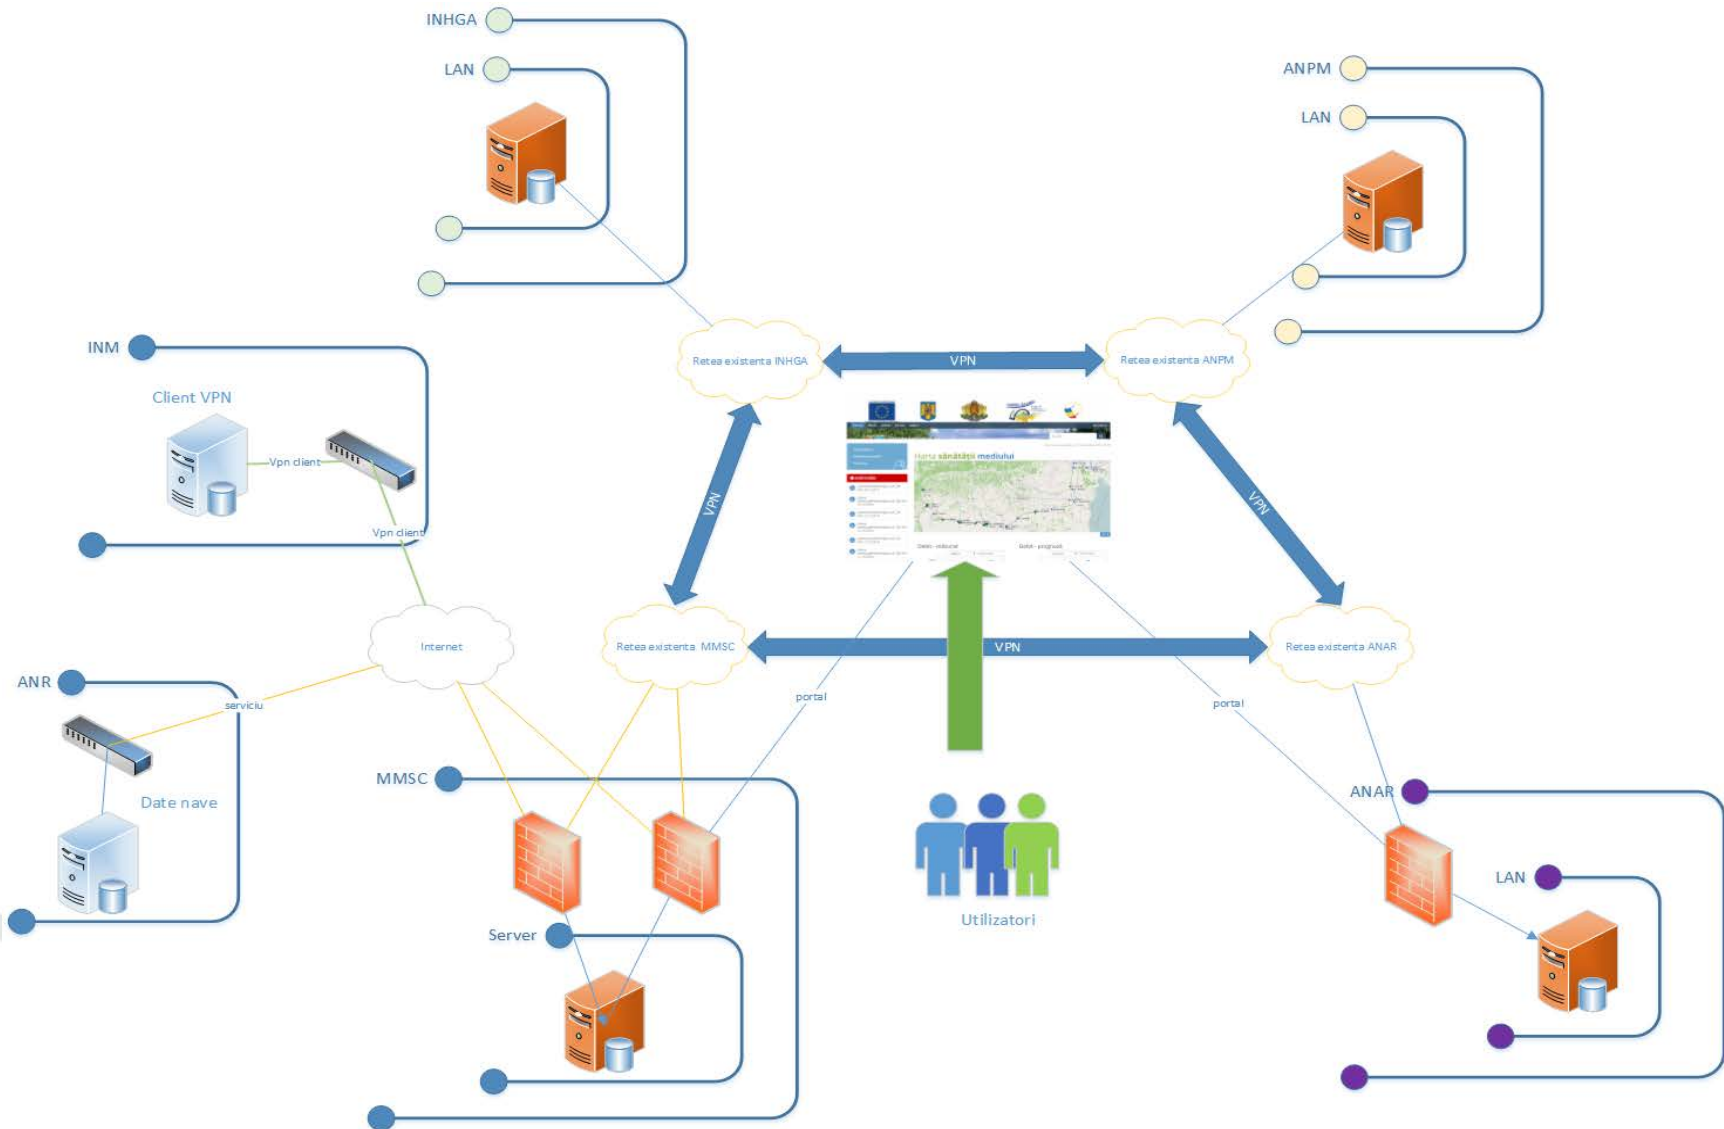 INHGA
LAN
ANPM
LAN
INM
Client VPN
Vpn client
Vpn client
Retea existenta INHGA
VPN
Retea existenta ANPM
VPN
VPN
Harta sănătății mediului
Debit - prognozat
Internet
Retea existenta MMSC
VPN
Retea existenta ANAR
ANR
serviciu
portal
portal
Date nave
MMSC
ANAR
LAN
Server
Utilizatori